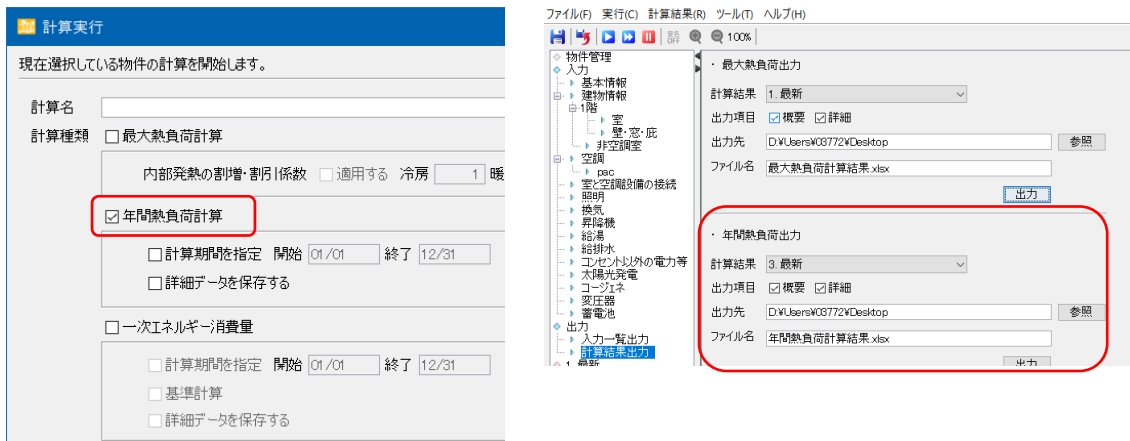 計算実行
現在選択している物件の計算を開始します。
計算名
計算種類 最大熱負荷計算
内部発熱の割増・割引係数 適用する 冷房 1 暖
年間熱負荷計算
計算期間を指定 開始 01/01 終了 12/31
詳細データを保存する
一次エネルギー消費量
計算期間を指定 開始 01/01 終了 12/31
基準計算
詳細データを保存する
ファイル(F) 実行(C) 計算結果(R) ツール(T) ヘルプ(H)
100%
物件管理
入力
基本情報
建物情報
1階
室
壁・窓・庇
非空調室
空調
pac
室と空調設備の接続
照明
換気
昇降機
給湯
給排水
コンセント以外の電力等
太陽光発電
コージェネ
変圧器
蓄電池
出力
入力一覧出力
計算結果出力
1.最新
・ 最大熱負荷出力
計算結果 1.最新
出力項目 概要 詳細
出力先 D:¥Users¥03772¥Desktop 参照
ファイル名 最大熱負荷計算結果.xlsx
出力
・ 年間熱負荷出力
計算結果 3.最新
出力項目 概要 詳細
出力先 D:¥Users¥03772¥Desktop 参照
ファイル名 年間熱負荷計算結果.xlsx
出力